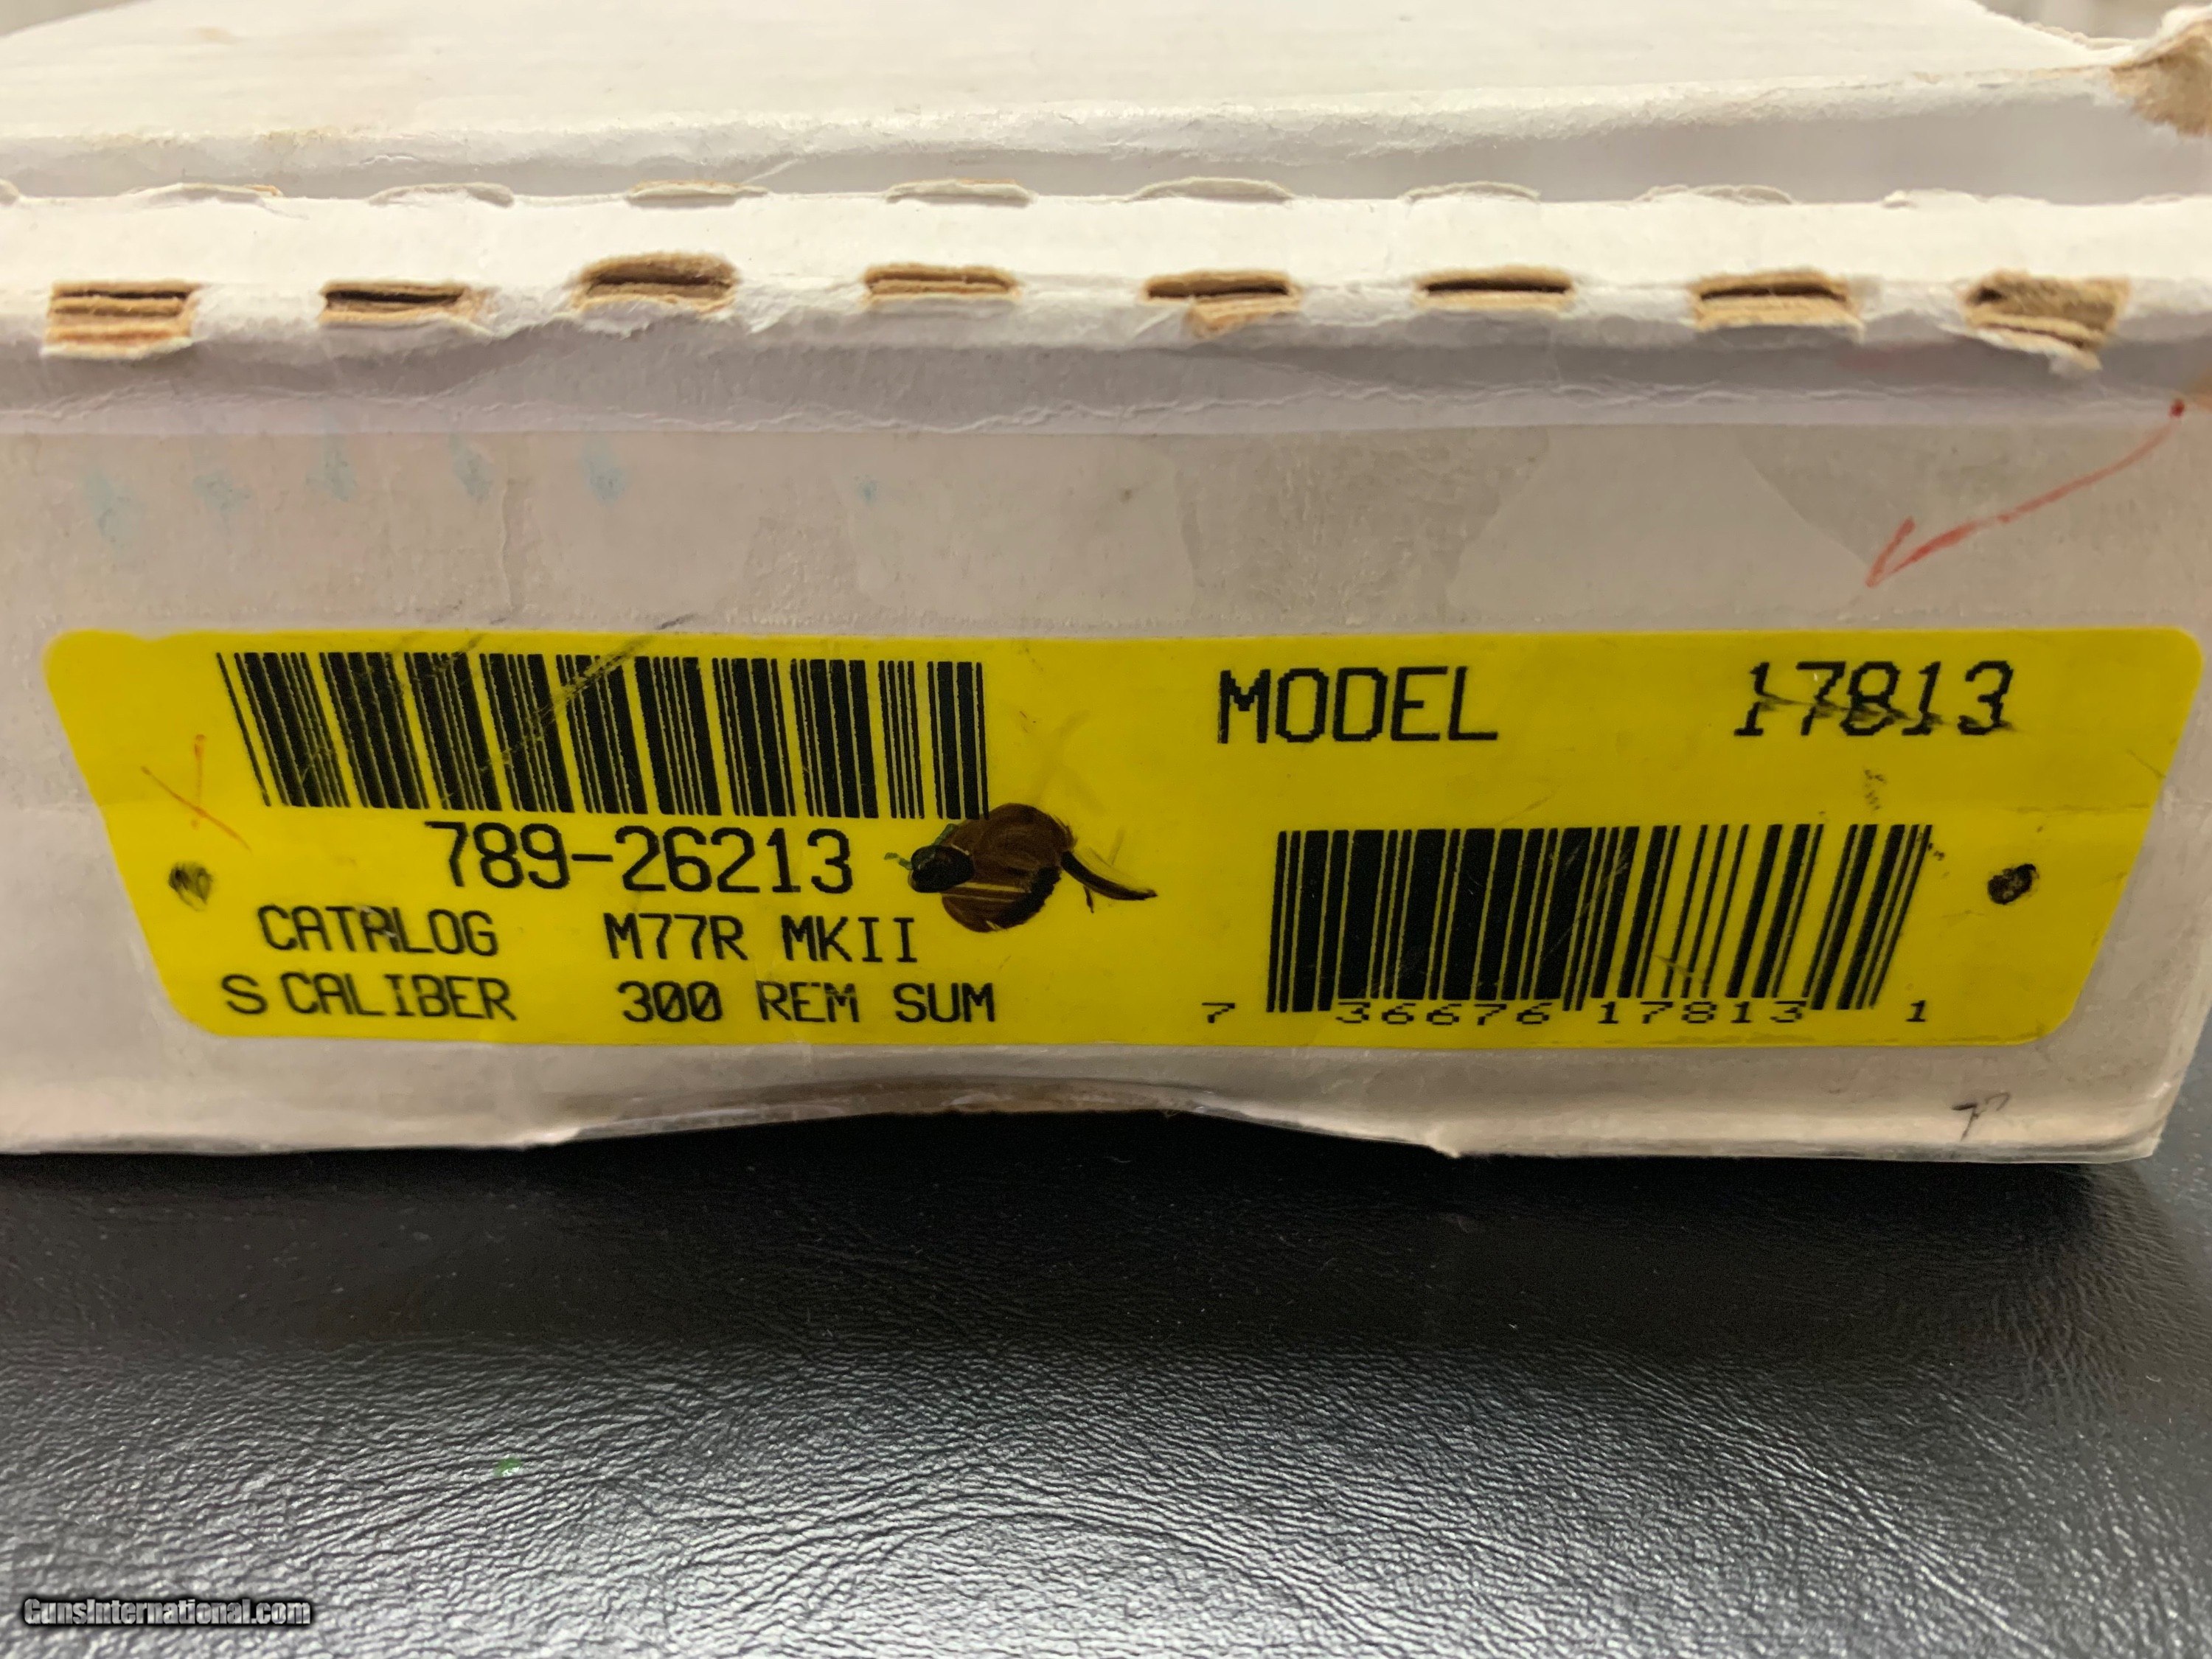 789-26213
CATALOG M77R MKII
S CALIBER 300 REM SUM
MODEL 17813
7 36676 17813 1
GunsInternational.com